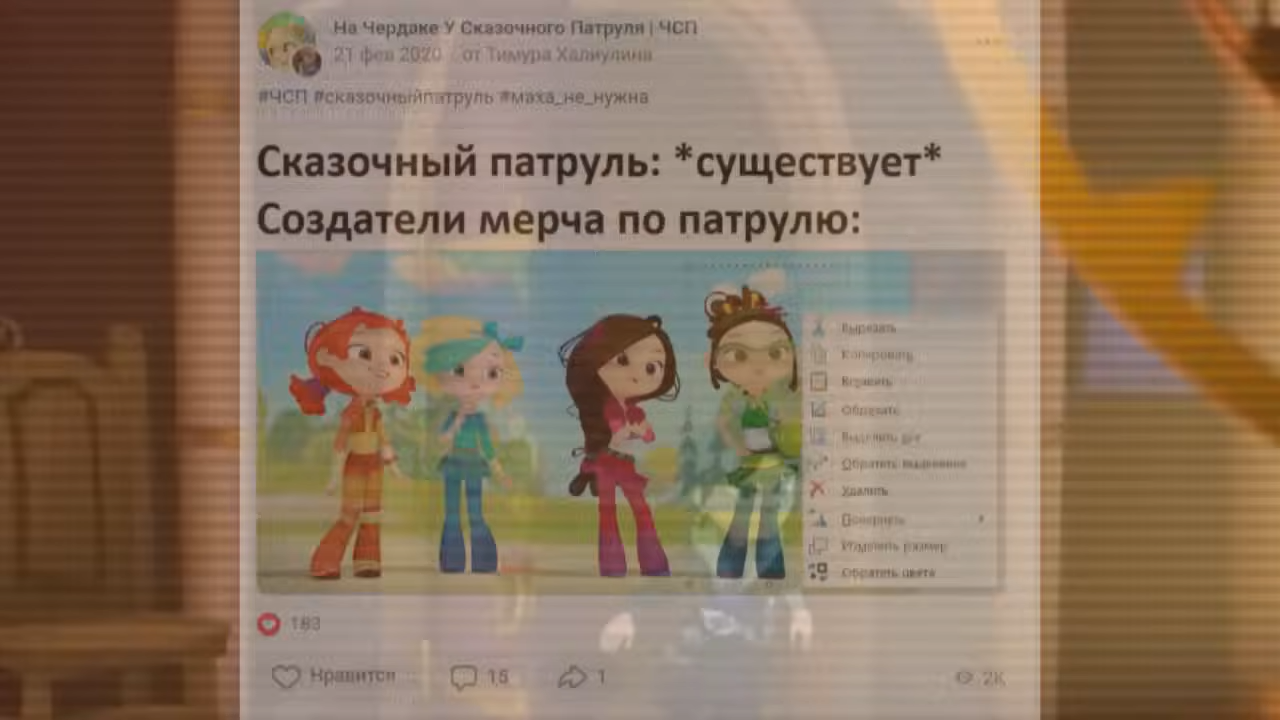 На Чердаке У Сказочного Патруля | ЧСП
21 фев 2020 от Тимура Халиулина
#ЧСП #сказочныйпатруль #маха_не_нужна
Сказочный патруль: *существует*
Создатели мерча по патрулю:
Вырезать
Копировать
Вставить
Обрезать
Выделить все
Обратить выделение
Удалить
Повернуть
Изменить размер
Обратить цвета
183
Нравится 15 1 2K